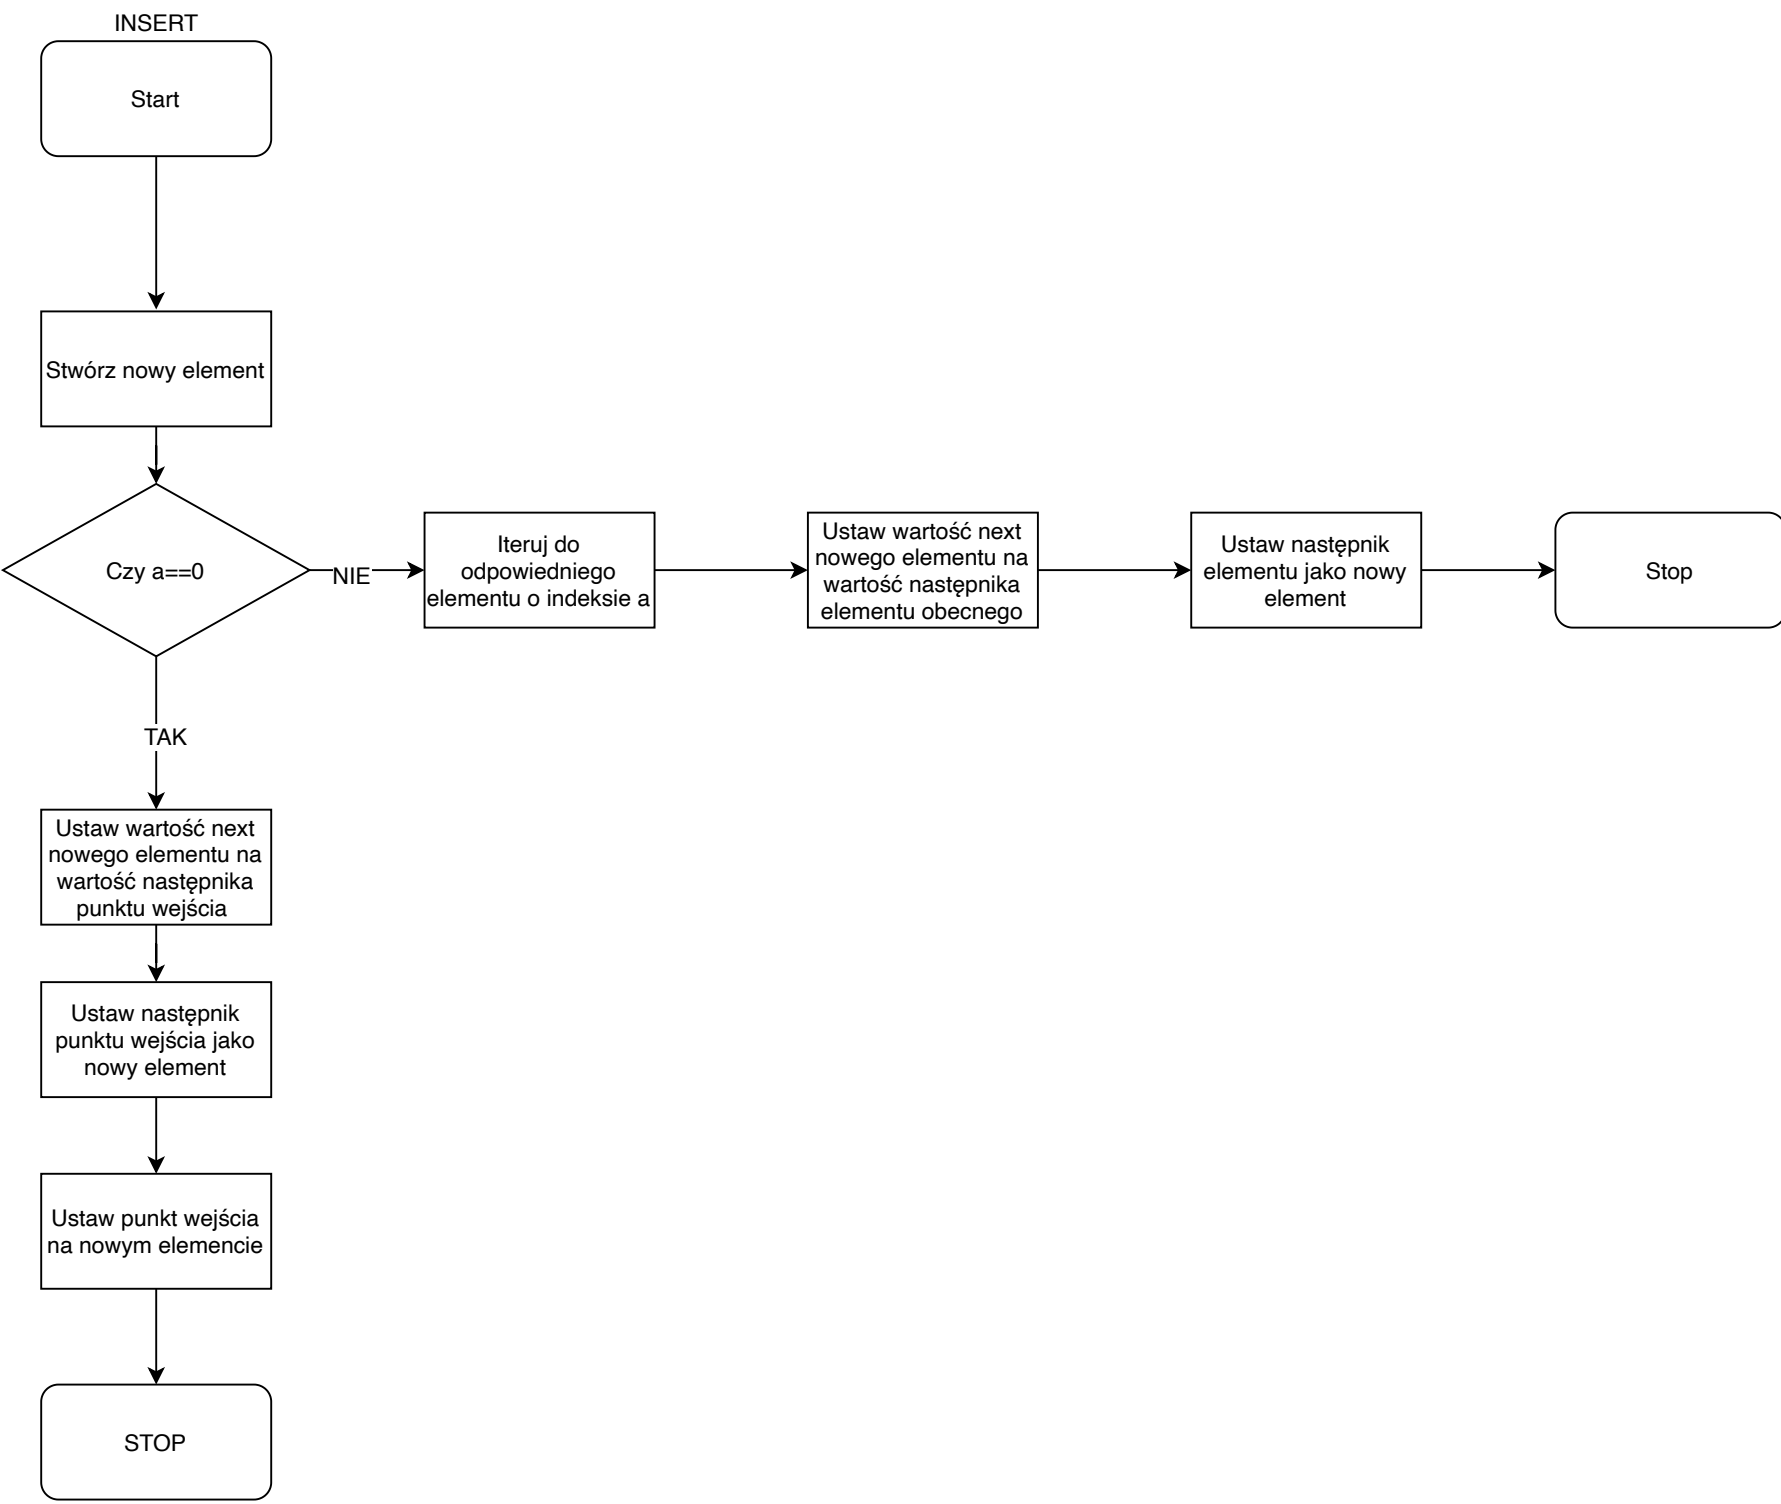 INSERT
Start
Stwórz nowy element
Czy a==0
NIE
Iteruj do
odpowiedniego
elementu o indeksie a
Ustaw wartość next
nowego elementu na
wartość następnika
elementu obecnego
Ustaw następnik
elementu jako nowy
element
Stop
TAK
Ustaw wartość next
nowego elementu na
wartość następnika
punktu wejścia
Ustaw następnik
punktu wejścia jako
nowy element
Ustaw punkt wejścia
na nowym elemencie
STOP